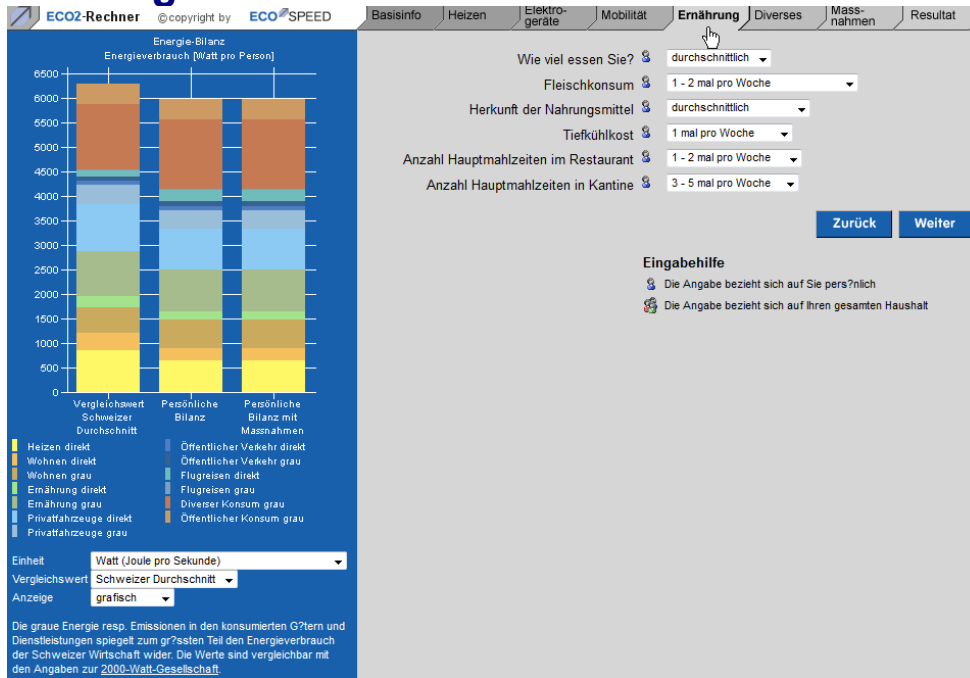 ECO2-Rechner ©copyright by ECO SPEED
Basisinfo
Heizen
Elektro-
geräte
Mobilität
Ernährung
Diverses
Mass-
nahmen
Resultat
Energie-Bilanz
Energieverbrauch [Watt pro Person]
6500
6000
5500
5000
4500
4000
3500
3000
2500
2000
1500
1000
500
0
Vergleichswert
Schweizer
Durchschnitt
Persönliche
Bilanz
Persönliche
Bilanz mit
Massnahmen
Heizen direkt
Wohnen direkt
Wohnen grau
Ernährung direkt
Ernährung grau
Privatfahrzeuge direkt
Privatfahrzeuge grau
Öffentlicher Verkehr direkt
Öffentlicher Verkehr grau
Flugreisen direkt
Flugreisen grau
Diverser Konsum grau
Öffentlicher Konsum grau
Einheit Watt (Joule pro Sekunde)
Vergleichswert Schweizer Durchschnitt
Anzeige grafisch
Die graue Energie resp. Emissionen in den konsumierten G?tern und
Dienstleistungen spiegelt zum gr?ssten Teil den Energieverbrauch
der Schweizer Wirtschaft wider. Die Werte sind vergleichbar mit
den Angaben zur 2000-Watt-Gesellschaft.
Wie viel essen Sie? durchschnittlich
Fleischkonsum 1 - 2 mal pro Woche
Herkunft der Nahrungsmittel durchschnittlich
Tiefkühlkost 1 mal pro Woche
Anzahl Hauptmahlzeiten im Restaurant 1 - 2 mal pro Woche
Anzahl Hauptmahlzeiten in Kantine 3 - 5 mal pro Woche
Zurück
Weiter
Eingabehilfe
Die Angabe bezieht sich auf Sie pers?nlich
Die Angabe bezieht sich auf Ihren gesamten Haushalt